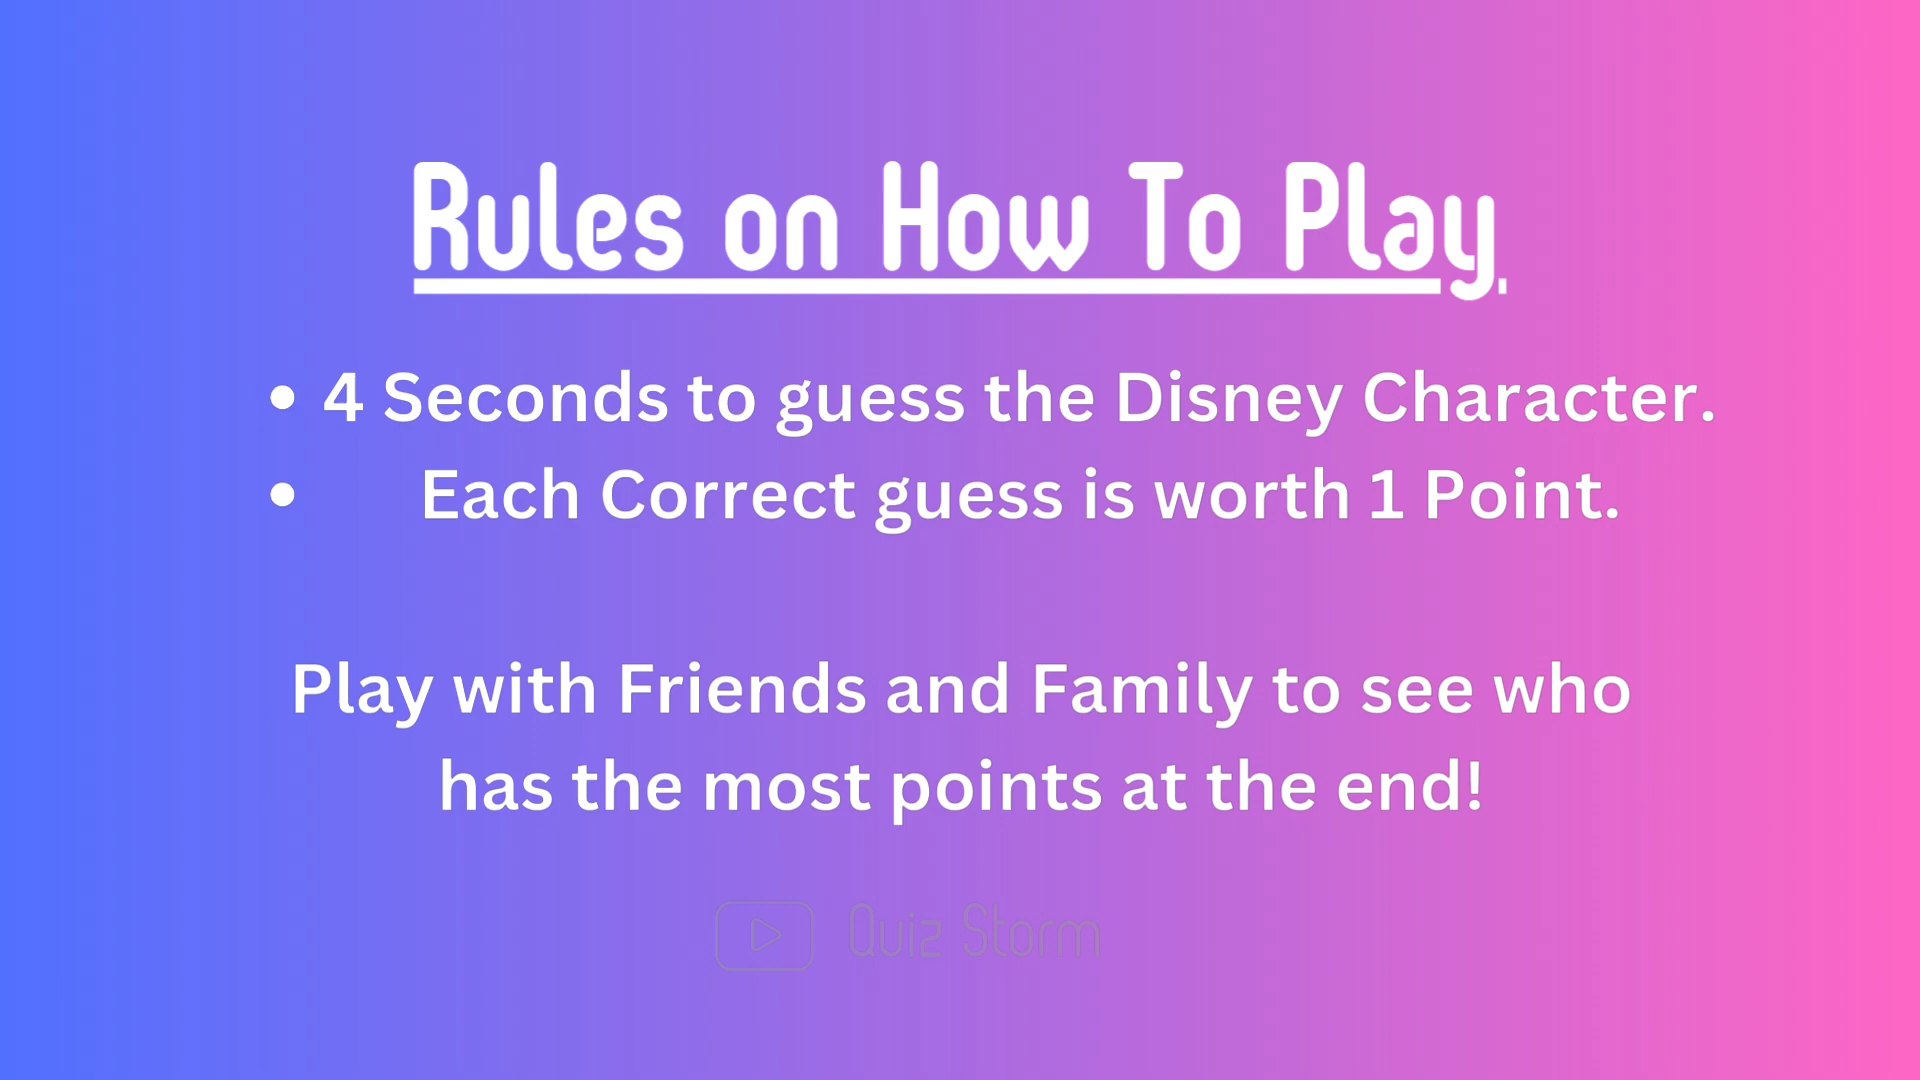 Rules on How To Play
• 4 Seconds to guess the Disney Character.
• Each Correct guess is worth 1 Point.
Play with Friends and Family to see who
has the most points at the end!
Quiz Storm